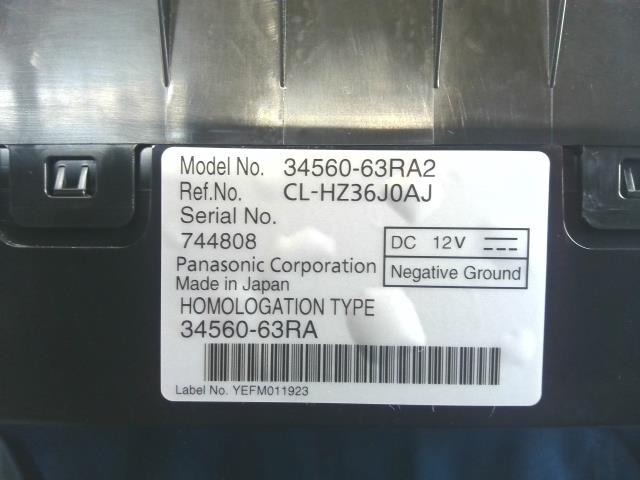 Model No. 34560-63RA2
Ref.No. CL-HZ36J0AJ
Serial No.
744808
DC 12V
Negative Ground
Panasonic Corporation
Made in Japan
HOMOLOGATION TYPE
34560-63RA
Label No. YEFM011923